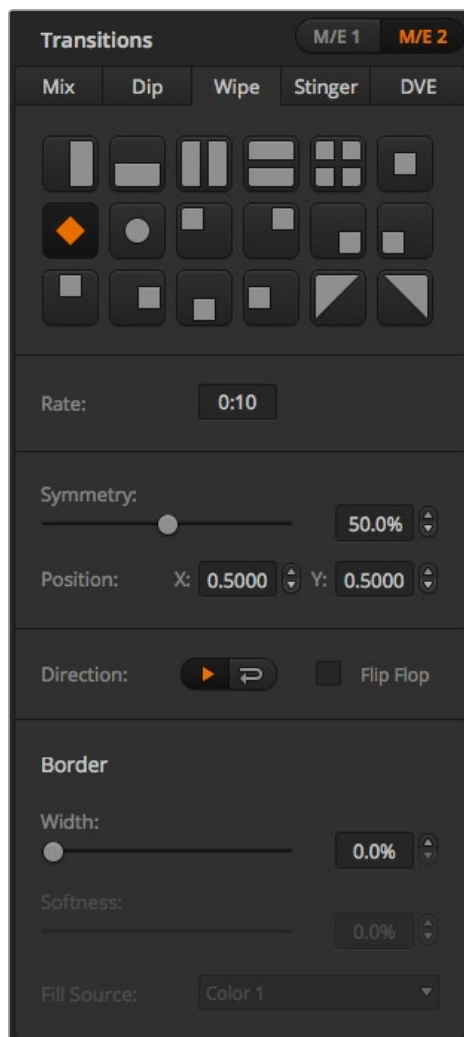 Transitions M/E 1 M/E 2
Mix Dip Wipe Stinger DVE
Rate: 0:10
Symmetry:
50.0%
Position: X: 0.5000 Y: 0.5000
Direction: Flip Flop
Border
Width:
0.0%
Softness:
0.0%
Fill Source: Color 1